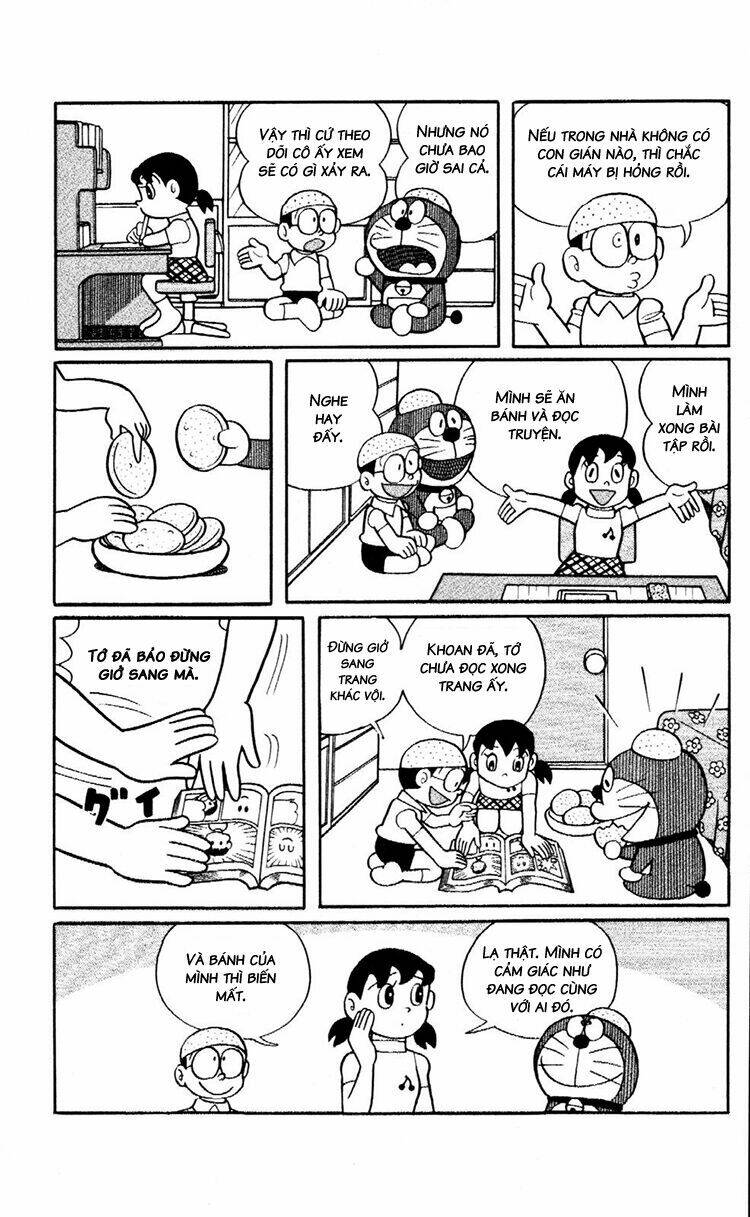 NẾU TRONG NHÀ KHÔNG CÓ
CON GIÁN NÀO, THÌ CHẮC
CÁI MÁY BỊ HỎNG RỒI.
NHƯNG NÓ
CHƯA BAO
GIỜ SAI CẢ.
VẬY THÌ CỨ THEO
DÕI CÔ ẤY XEM
SẼ CÓ GÌ XẢY RA.
MÌNH
LÀM
XONG BÀI
TẬP RỒI.
MÌNH SẼ ĂN
BÁNH VÀ ĐỌC
TRUYỆN.
NGHE
HAY
ĐẤY.
KHOAN ĐÃ, TỚ
CHƯA ĐỌC XONG
TRANG ẤY.
ĐỪNG GIỞ
SANG
TRANG
KHÁC VỘI.
TỚ ĐÃ BẢO ĐỪNG
GIỞ SANG MÀ.
グイ
LẠ THẬT. MÌNH CÓ
CẢM GIÁC NHƯ
ĐANG ĐỌC CÙNG
VỚI AI ĐÓ.
VÀ BÁNH CỦA
MÌNH THÌ BIẾN
MẤT.